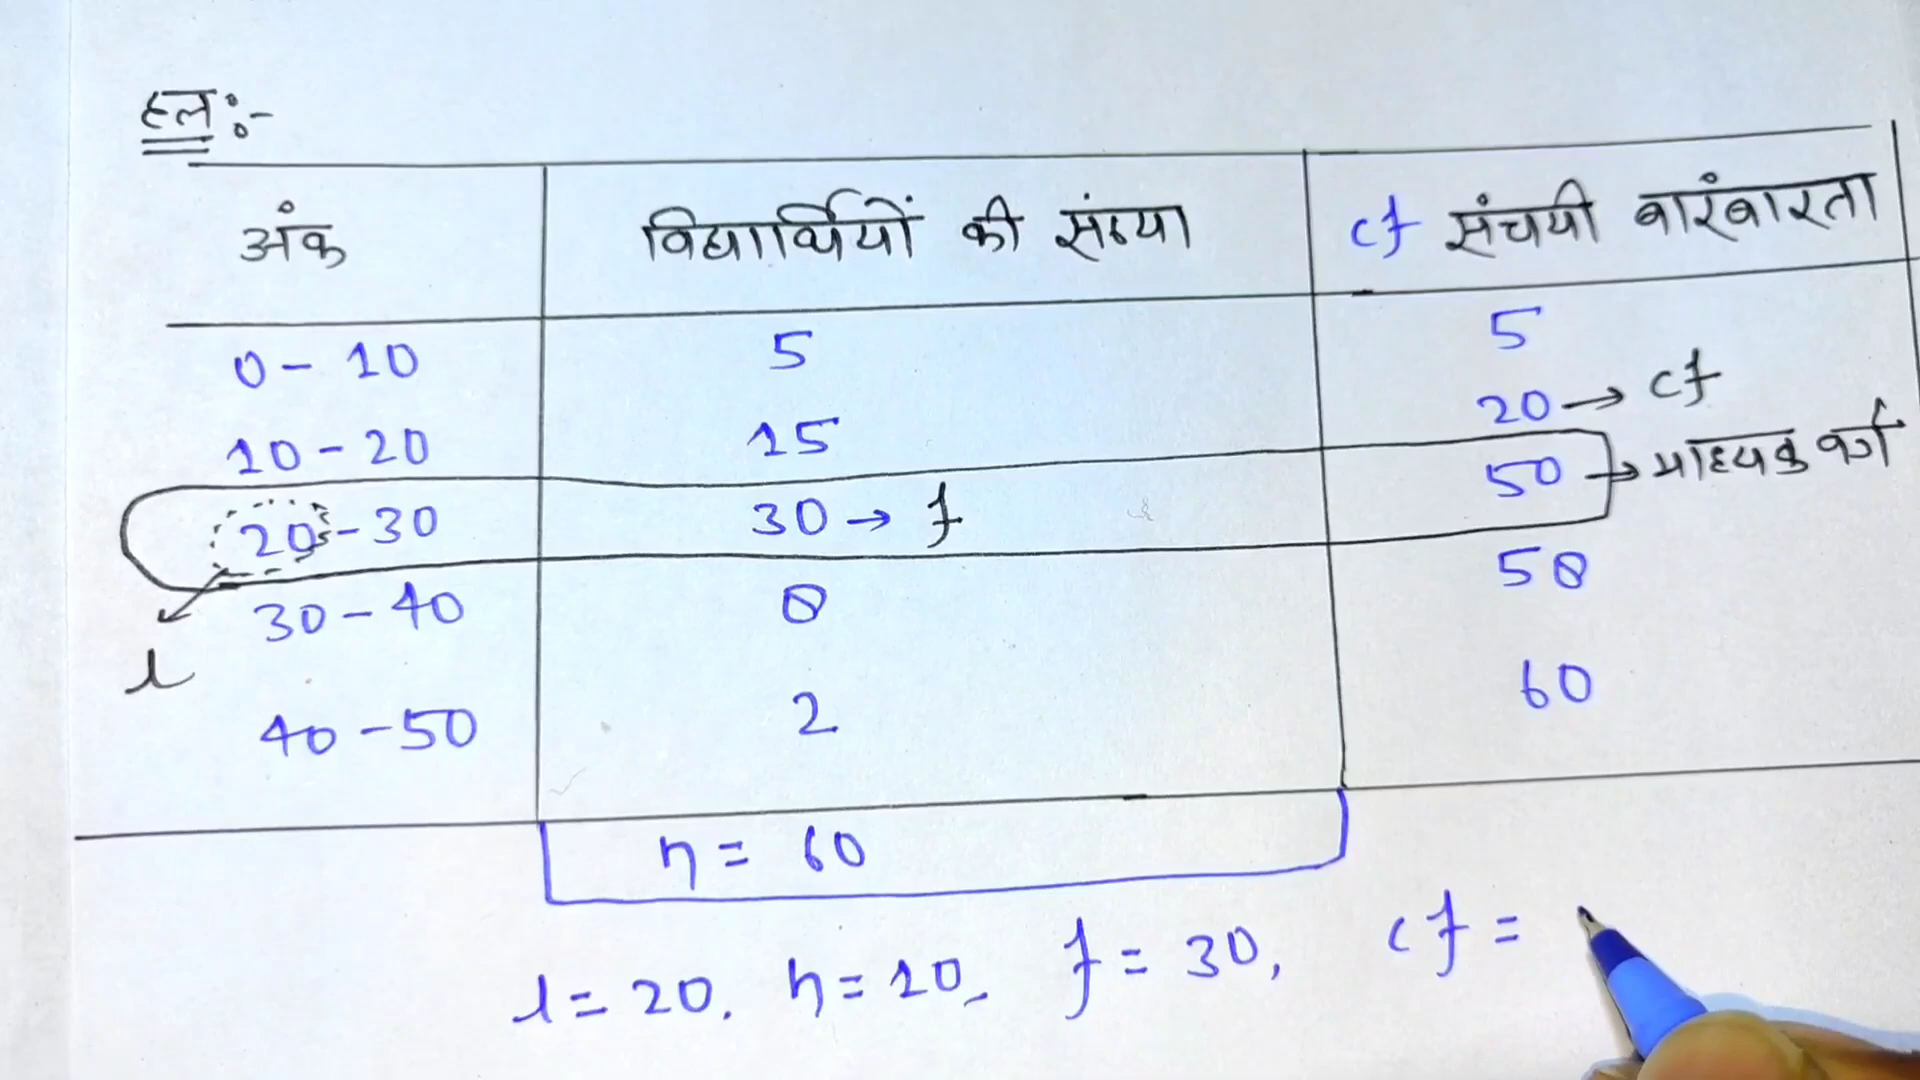 हल:-
अंक विद्यार्थियों की संख्या cf संचयी बारंबारता
0-10 5 5
10-20 15 20→ cf
20-30 30→ f 50→ माध्यक वर्ग
30-40 8 58
l
40-50 2 60
n = 60
l = 20, h = 10, f = 30, cf =